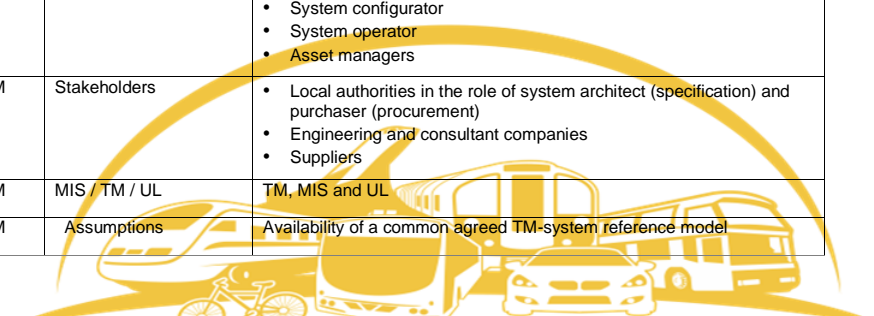 • System configurator
• System operator
• Asset managers
M Stakeholders
• Local authorities in the role of system architect (specification) and
purchaser (procurement)
• Engineering and consultant companies
• Suppliers
M MIS / TM / UL TM, MIS and UL
M Assumptions Availability of a common agreed TM-system reference model